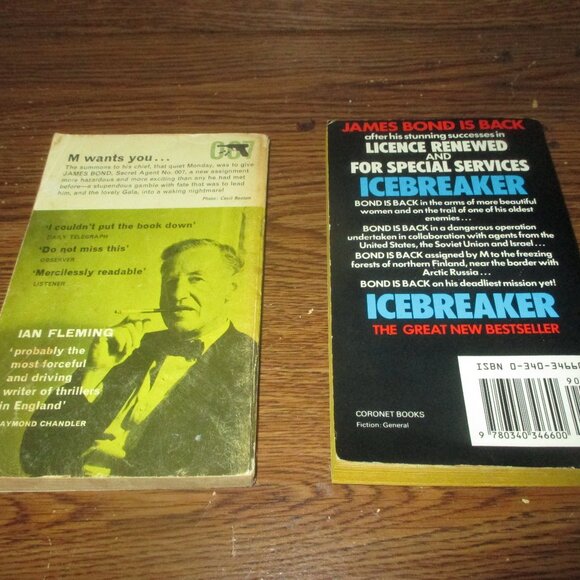 M wants you...
The summons to his chief, that quiet Monday, was to give
JAMES BOND, Secret Agent No. 007, a new assignment
more hazardous and more exciting than any he had met
before—a stupendous gamble with fate that was to lead
him, and the lovely Gala, into a waking nightmare!
Photo: Cecil Beaton
'I couldn't put the book down'
DAILY TELEGRAPH
'Do not miss this'
OBSERVER
'Mercilessly readable'
LISTENER
IAN FLEMING
'probably the
most forceful
and driving
writer of thrillers
in England'
RAYMOND CHANDLER
JAMES BOND IS BACK
after his stunning successes in
LICENCE RENEWED
AND
FOR SPECIAL SERVICES
ICEBREAKER
BOND IS BACK in the arms of more beautiful
women and on the trail of one of his oldest
enemies...
BOND IS BACK in a dangerous operation
undertaken in collaboration with agents from the
United States, the Soviet Union and Israel...
BOND IS BACK assigned by M to the freezing
forests of northern Finland, near the border with
Arctic Russia...
BOND IS BACK on his deadliest mission yet!
ICEBREAKER
THE GREAT NEW BESTSELLER
ISBN 0-340-34660
90
9 780340 346600
CORONET BOOKS
Fiction: General